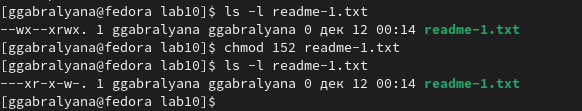 [ggabralyana@fedora lab10]$ ls -l readme-1.txt
--wx--xrwx. 1 ggabralyana ggabralyana 0 дек 12 00:14 readme-1.txt
[ggabralyana@fedora lab10]$ chmod 152 readme-1.txt
[ggabralyana@fedora lab10]$ ls -l readme-1.txt
---xr-x-w-. 1 ggabralyana ggabralyana 0 дек 12 00:14 readme-1.txt
[ggabralyana@fedora lab10]$